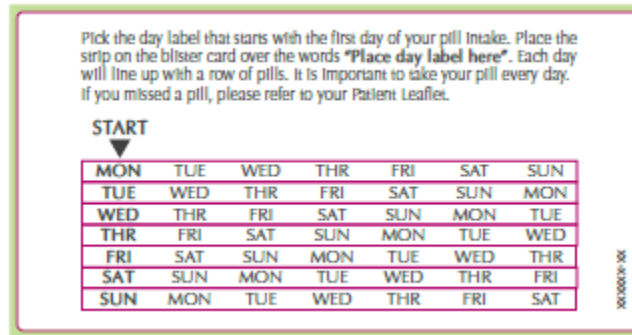 Pick the day label that starts with the first day of your pill intake. Place the
strip on the blister card over the words “Place day label here”. Each day
will line up with a row of pills. It is important to take your pill every day.
If you missed a pill, please refer to your Patient Leaflet.
START
MON TUE WED THR FRI SAT SUN
TUE WED THR FRI SAT SUN MON
WED THR FRI SAT SUN MON TUE
THR FRI SAT SUN MON TUE WED
FRI SAT SUN MON TUE WED THR
SAT SUN MON TUE WED THR FRI
SUN MON TUE WED THR FRI SAT